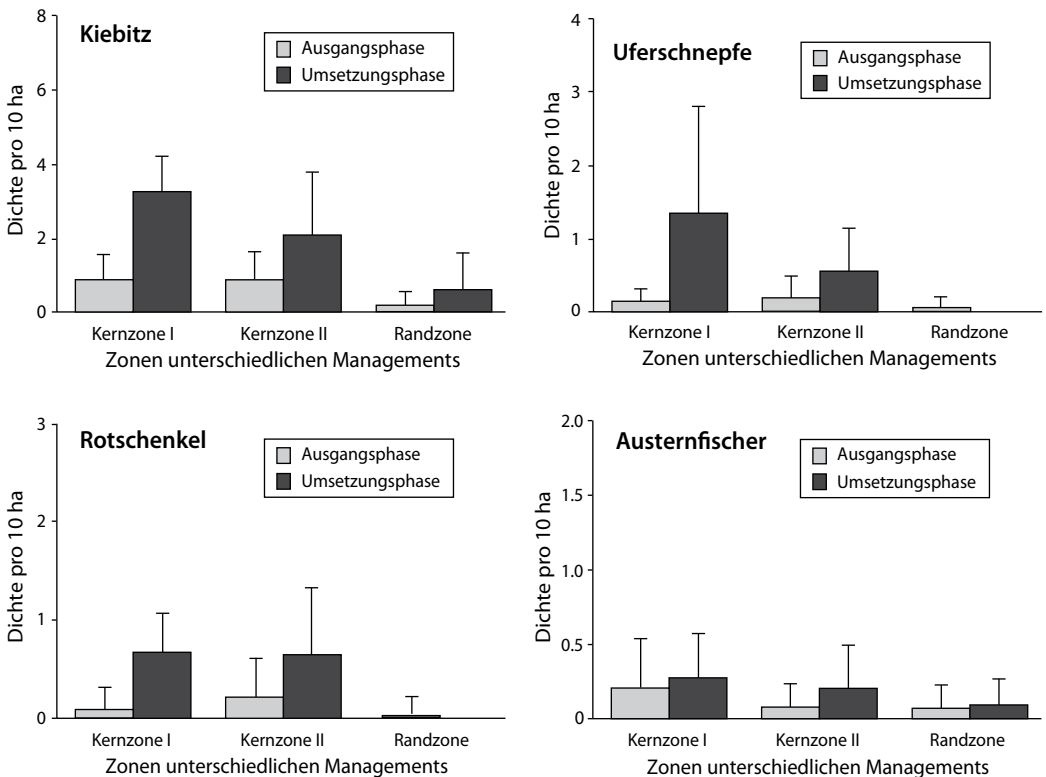 Kiebitz
Ausgangsphase
Umsetzungsphase
Dichte pro 10 ha
8
6
4
2
0
Kernzone I
Kernzone II
Randzone
Zonen unterschiedlichen Managements
Uferschnepfe
Ausgangsphase
Umsetzungsphase
Dichte pro 10 ha
4
3
2
1
0
Kernzone I
Kernzone II
Randzone
Zonen unterschiedlichen Managements
Rotschenkel
Ausgangsphase
Umsetzungsphase
Dichte pro 10 ha
3
2
1
0
Kernzone I
Kernzone II
Randzone
Zonen unterschiedlichen Managements
Austernfischer
Ausgangsphase
Umsetzungsphase
Dichte pro 10 ha
2.0
1.5
1.0
0.5
0
Kernzone I
Kernzone II
Randzone
Zonen unterschiedlichen Managements